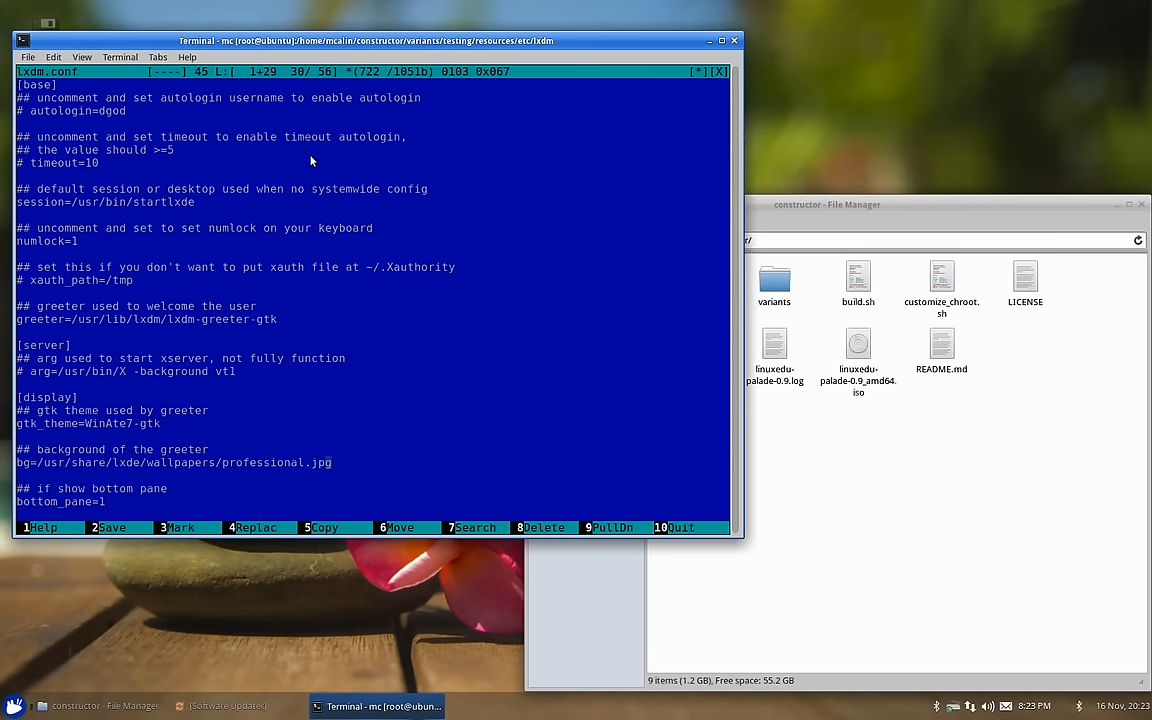 Terminal - mc [root@ubuntu]:/home/mcalin/constructor/variants/testing/resources/etc/lxdm
File Edit View Terminal Tabs Help
lxdm.conf [----] 45 L:[ 1+29 30/ 56] *(722 /1051b) 0103 0x067 [*][X]
[base]
## uncomment and set autologin username to enable autologin
# autologin=dgod
## uncomment and set timeout to enable timeout autologin,
## the value should >=5
# timeout=10
## default session or desktop used when no systemwide config
session=/usr/bin/startlxde
## uncomment and set to set numlock on your keyboard
numlock=1
## set this if you don't want to put xauth file at ~/.Xauthority
# xauth_path=/tmp
## greeter used to welcome the user
greeter=/usr/lib/lxdm/lxdm-greeter-gtk
[server]
## arg used to start xserver, not fully function
# arg=/usr/bin/X -background vt1
[display]
## gtk theme used by greeter
gtk_theme=WinAte7-gtk
## background of the greeter
bg=/usr/share/lxde/wallpapers/professional.jpg
## if show bottom pane
bottom_pane=1
1Help 2Save 3Mark 4Replac 5Copy 6Move 7Search 8Delete 9PullDn 10Quit
constructor - File Manager
r/
variants
build.sh
customize_chroot.
sh
LICENSE
linuxedu-
palade-0.9.log
linuxedu-
palade-0.9_amd64.
iso
README.md
9 items (1.2 GB), Free space: 55.2 GB
constructor - File Manager
[Software Updater]
Terminal - mc [root@ubun...
8:23 PM
16 Nov, 20:23